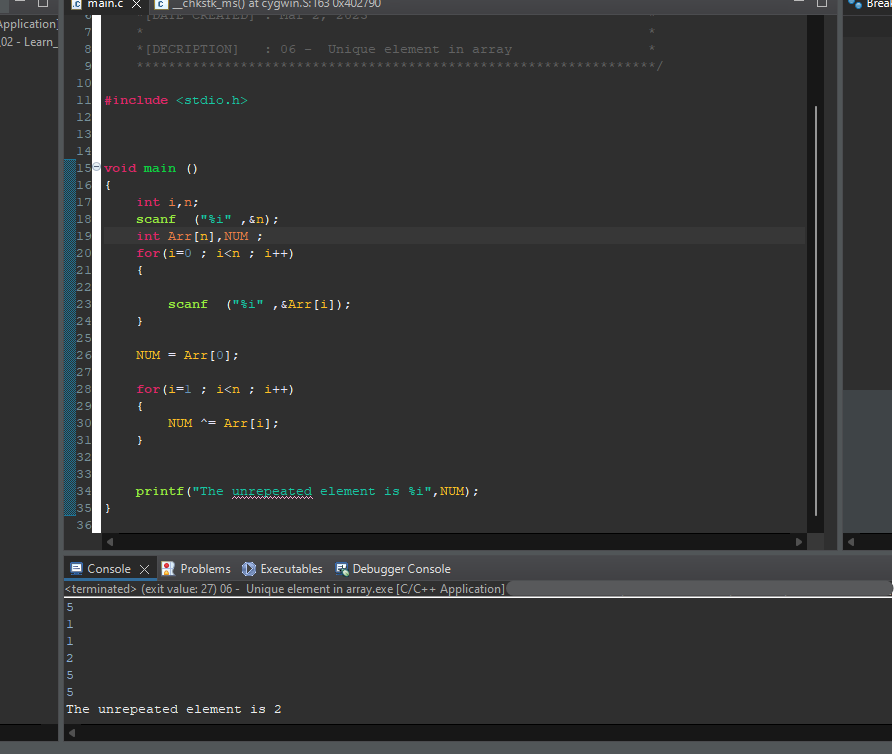 main.c __chkstk_ms() at cygwin.S:163 0x402790 Break
Application]
02 - Learn_
6 *[DATE CREATED] : Mar 2, 2023 *
7 * *
8 *[DECRIPTION] : 06 - Unique element in array *
9 *****************************************************************/
10
11 #include <stdio.h>
12
13
14
15 void main ()
16 {
17 int i,n;
18 scanf ("%i" ,&n);
19 int Arr[n],NUM ;
20 for(i=0 ; i<n ; i++)
21 {
22
23 scanf ("%i" ,&Arr[i]);
24 }
25
26 NUM = Arr[0];
27
28 for(i=1 ; i<n ; i++)
29 {
30 NUM ^= Arr[i];
31 }
32
33
34 printf("The unrepeated element is %i",NUM);
35 }
36
Console Problems Executables Debugger Console
<terminated> (exit value: 27) 06 - Unique element in array.exe [C/C++ Application]
5
1
1
2
5
5
The unrepeated element is 2